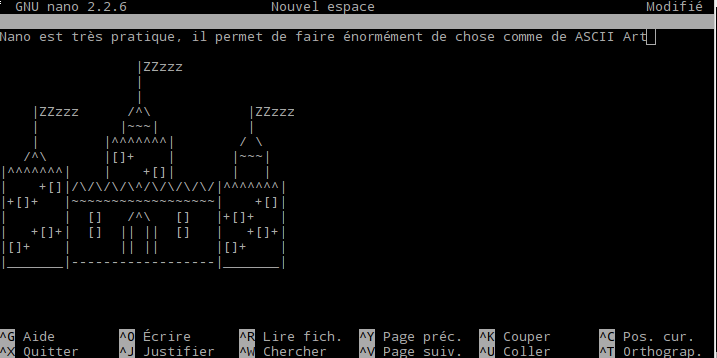 GNU nano 2.2.6 Nouvel espace Modifié
Nano est très pratique, il permet de faire énormément de chose comme de ASCII Art
                  |ZZzzz
                  |
                  |
    |ZZzzz       /^\             |ZZzzz
    |           |~~~|            |
    |         |^^^^^^^|         / \
   /^\        |[]+    |        |~~~|
|^^^^^^^|     |    +[]|        |   |
|    +[]|/\/\/\/\^/\/\/\/\/|^^^^^^^|
|+[]+   |~~~~~~~~~~~~~~~~~~|    +[]|
|       |  []   /^\   []   |+[]+   |
|   +[]+|  []  || ||  []   |   +[]+|
|[]+    |      || ||       |[]+    |
|_______|------------------|_______|
^G Aide ^O Écrire ^R Lire fich. ^Y Page préc. ^K Couper ^C Pos. cur.
^X Quitter ^J Justifier ^W Chercher ^V Page suiv. ^U Coller ^T Orthograp.